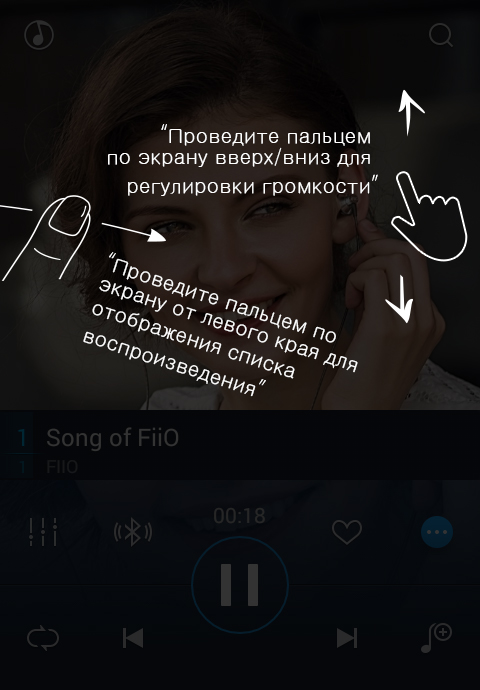 “Проведите пальцем
по экрану вверх/вниз для
регулировки громкости”
“Проведите пальцем по
экрану от левого края для
отображения списка
воспроизведения”
1 Song of FiiO
1 FIIO
00:18